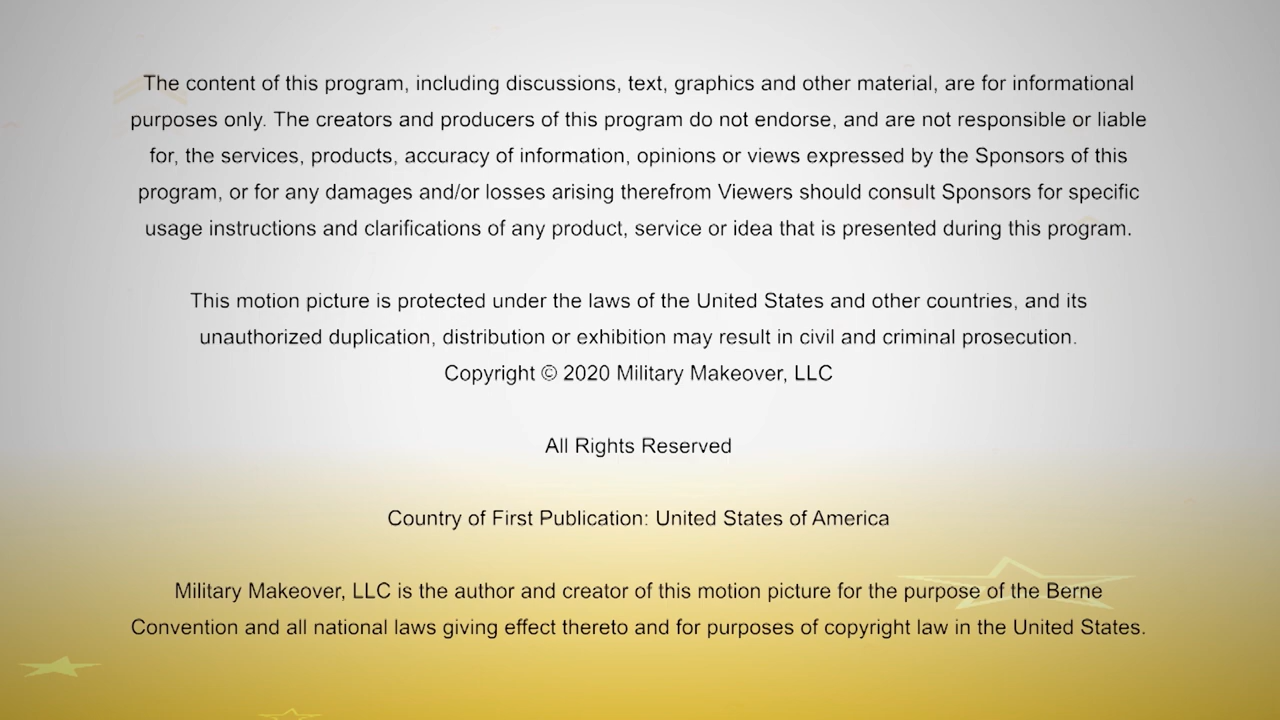 The content of this program, including discussions, text, graphics and other material, are for informational
purposes only. The creators and producers of this program do not endorse, and are not responsible or liable
for, the services, products, accuracy of information, opinions or views expressed by the Sponsors of this
program, or for any damages and/or losses arising therefrom Viewers should consult Sponsors for specific
usage instructions and clarifications of any product, service or idea that is presented during this program.
This motion picture is protected under the laws of the United States and other countries, and its
unauthorized duplication, distribution or exhibition may result in civil and criminal prosecution.
Copyright © 2020 Military Makeover, LLC
All Rights Reserved
Country of First Publication: United States of America
Military Makeover, LLC is the author and creator of this motion picture for the purpose of the Berne
Convention and all national laws giving effect thereto and for purposes of copyright law in the United States.